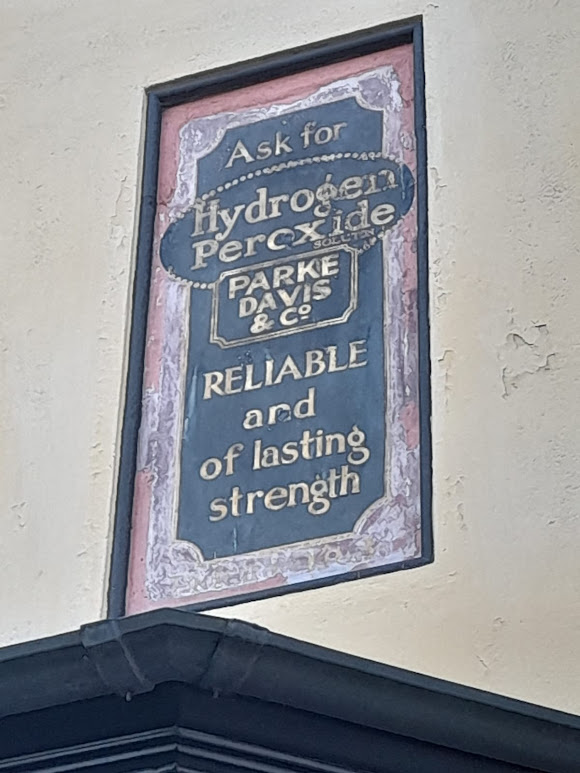 Ask for
Hydrogen
Peroxide
SOLUTION
PARKE
DAVIS
& Co
RELIABLE
and
of lasting
strength